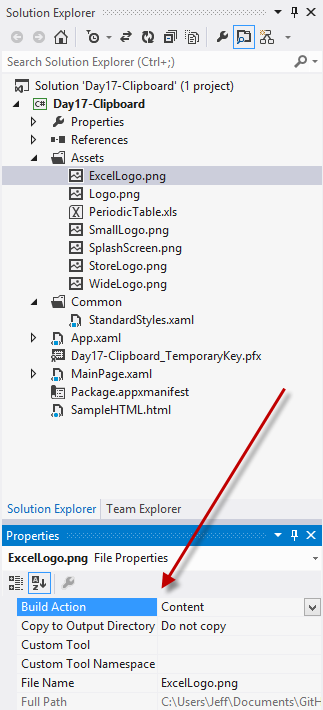 Solution Explorer
Search Solution Explorer (Ctrl+;)
Solution 'Day17-Clipboard' (1 project)
C# Day17-Clipboard
Properties
References
Assets
ExcelLogo.png
Logo.png
PeriodicTable.xls
SmallLogo.png
SplashScreen.png
StoreLogo.png
WideLogo.png
Common
StandardStyles.xaml
App.xaml
Day17-Clipboard_TemporaryKey.pfx
MainPage.xaml
Package.appxmanifest
SampleHTML.html
Solution Explorer Team Explorer
Properties
ExcelLogo.png File Properties
Build Action Content
Copy to Output Directory Do not copy
Custom Tool
Custom Tool Namespace
File Name ExcelLogo.png
Full Path C:\Users\Jeff\Documents\GitH